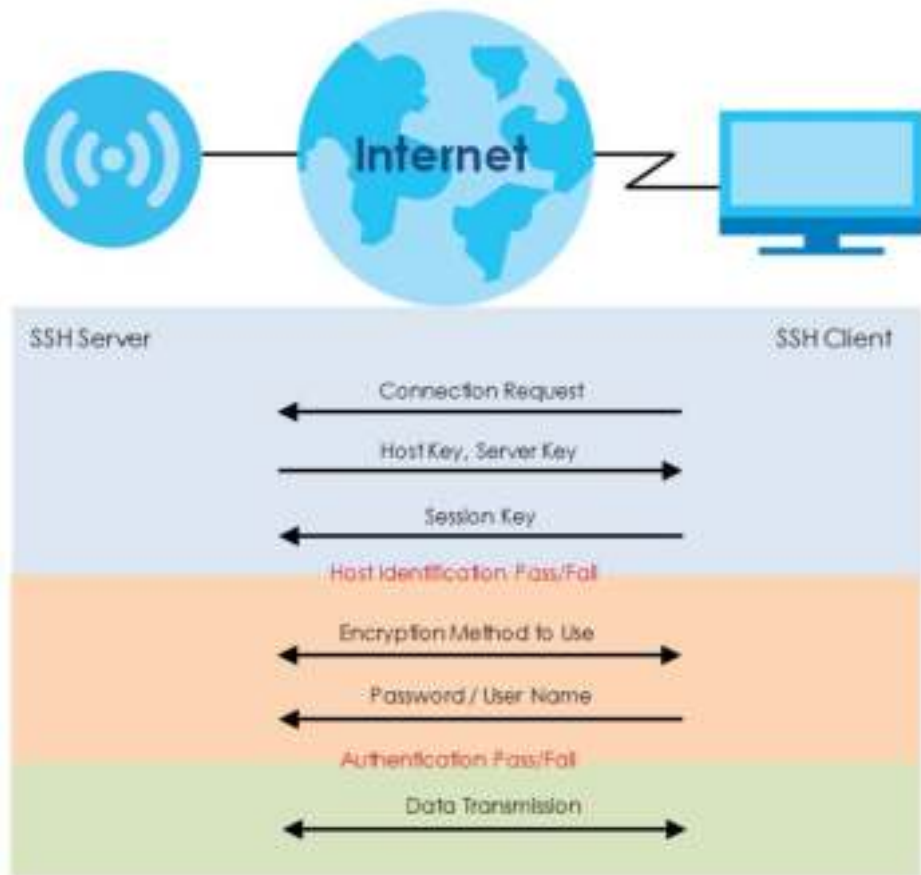 Internet
SSH Server
SSH Client
Connection Request
Host Key, Server Key
Session Key
Host Identification Pass/Fail
Encryption Method to Use
Password / User Name
Authentication Pass/Fail
Data Transmission